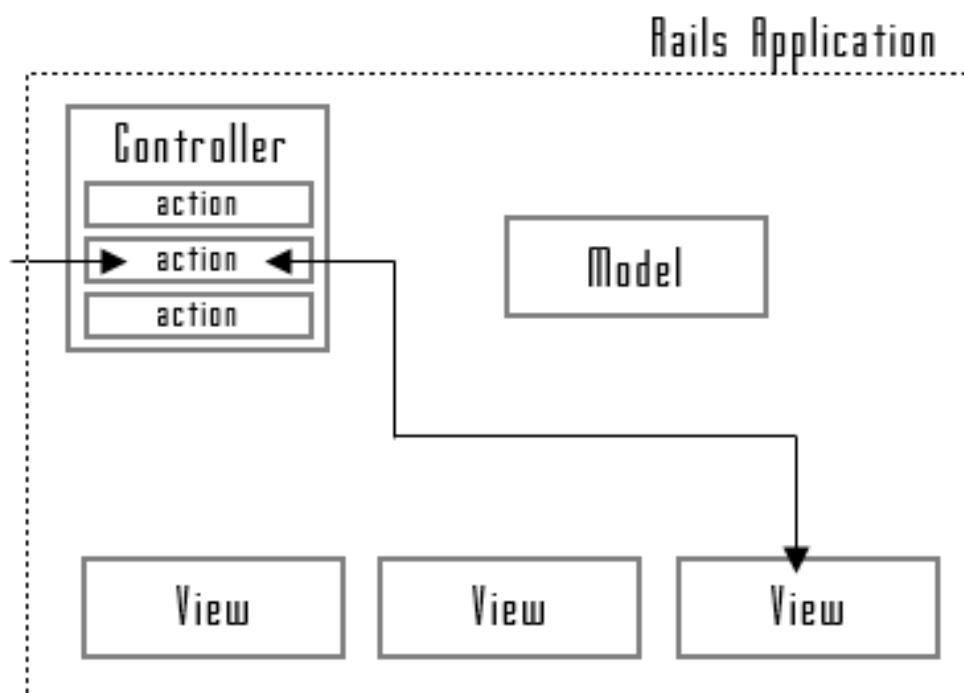 Rails Application
Controller
action
action
action
Model
View
View
View